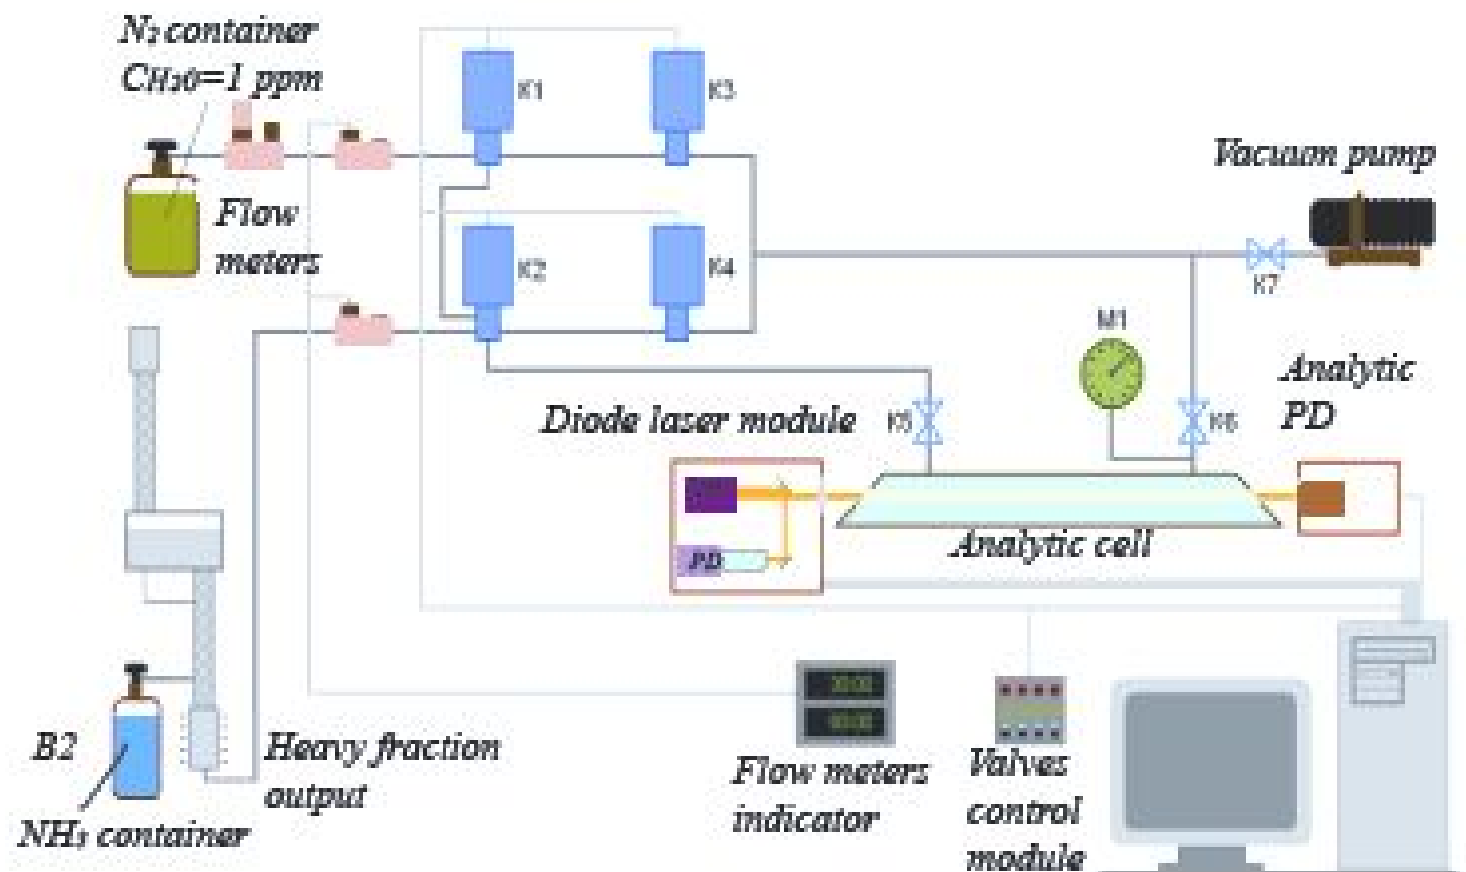 N₂ container
CH₂O=1 ppm
Flow
meters
K1
K3
K2
K4
Vacuum pump
K7
M1
Analytic
PD
Diode laser module
K5
K6
PD
Analytic cell
B2
Heavy fraction
output
NH₃ container
Flow meters
indicator
Valves
control
module